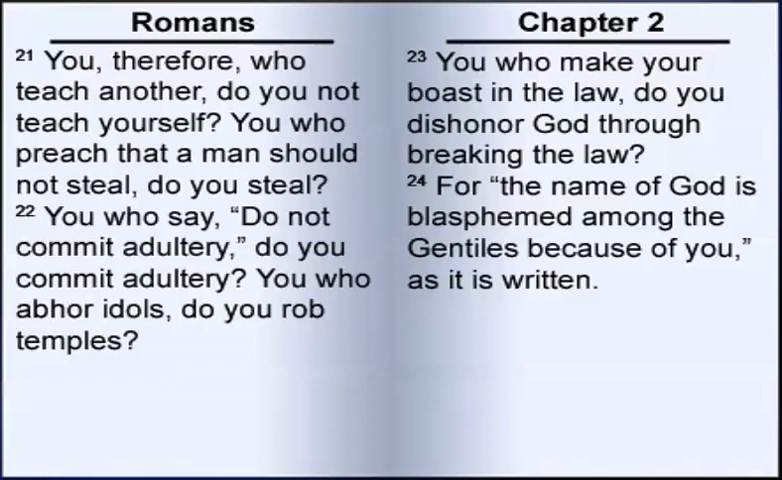 Romans
²¹ You, therefore, who
teach another, do you not
teach yourself? You who
preach that a man should
not steal, do you steal?
²² You who say, “Do not
commit adultery,” do you
commit adultery? You who
abhor idols, do you rob
temples?
Chapter 2
²³ You who make your
boast in the law, do you
dishonor God through
breaking the law?
²⁴ For “the name of God is
blasphemed among the
Gentiles because of you,”
as it is written.